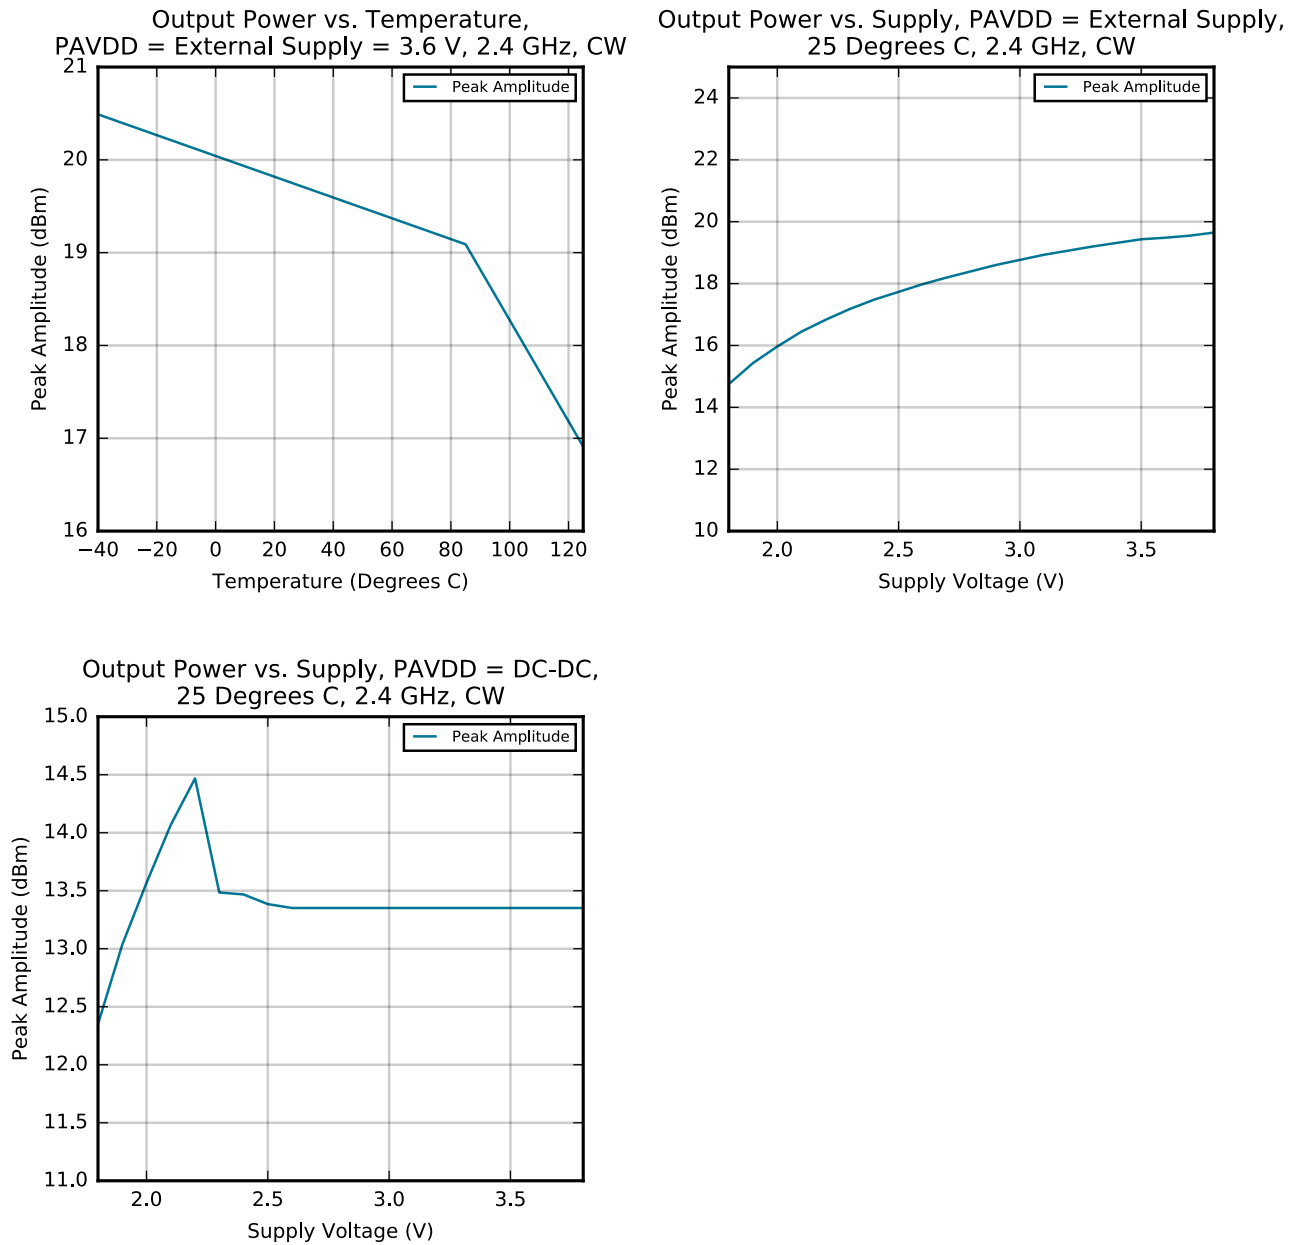 Output Power vs. Temperature,
PAVDD = External Supply = 3.6 V, 2.4 GHz, CW
Peak Amplitude
21
20
19
18
17
16
Peak Amplitude (dBm)
−40 −20 0 20 40 60 80 100 120
Temperature (Degrees C)
Output Power vs. Supply, PAVDD = External Supply,
25 Degrees C, 2.4 GHz, CW
Peak Amplitude
24
22
20
18
16
14
12
10
Peak Amplitude (dBm)
2.0 2.5 3.0 3.5
Supply Voltage (V)
Output Power vs. Supply, PAVDD = DC-DC,
25 Degrees C, 2.4 GHz, CW
Peak Amplitude
15.0
14.5
14.0
13.5
13.0
12.5
12.0
11.5
11.0
Peak Amplitude (dBm)
2.0 2.5 3.0 3.5
Supply Voltage (V)